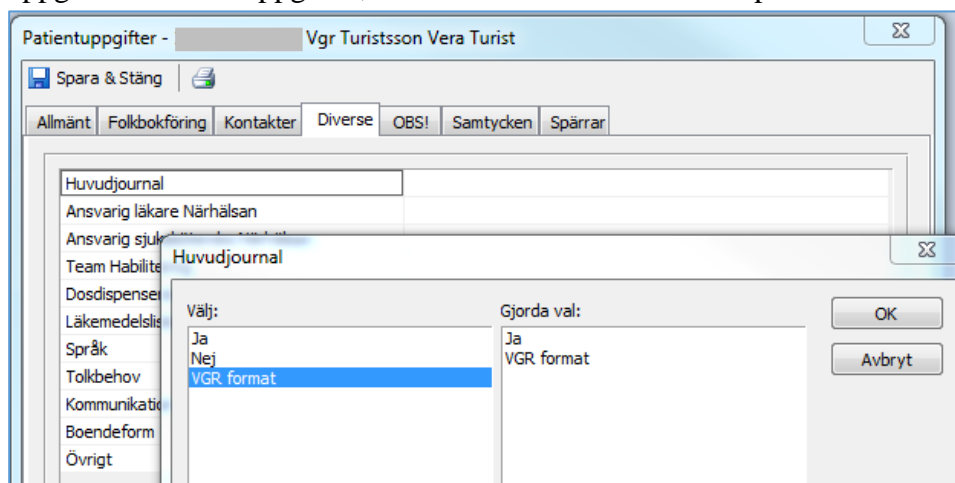 Patientuppgifter - Vgr Turistsson Vera Turist
Spara & Stäng
Allmänt Folkbokföring Kontakter Diverse OBS! Samtycken Spärrar
Huvudjournal
Ansvarig läkare Närhälsan
Ansvarig
Team
Språk
Tolkbehov
Boendeform
Övrigt
Huvudjournal
Välj:
Ja
Nej
VGR format
Gjorda val:
Ja
VGR format
OK
Avbryt